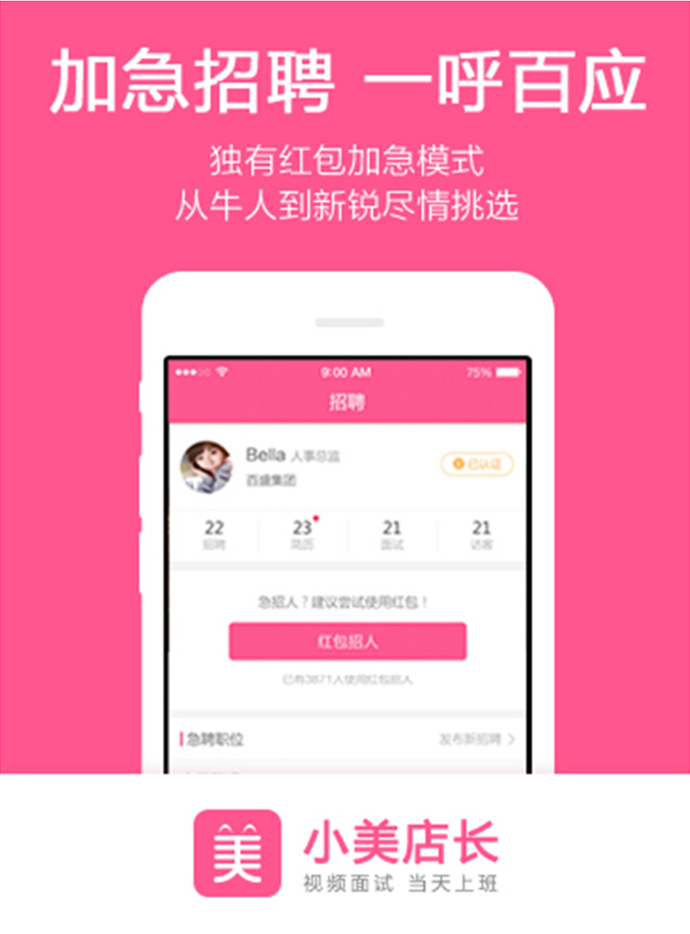 加急招聘 一呼百应
独有红包加急模式
从牛人到新锐尽情挑选
9:00 AM
75%
招聘
Bella 人事总监
已认证
百盛集团
22 23 21 21
招聘 简历 面试 访客
急招人？建议尝试使用红包！
红包招人
已有3871人使用红包招人
急聘职位
发布新招聘
美
小美店长
视频面试 当天上班